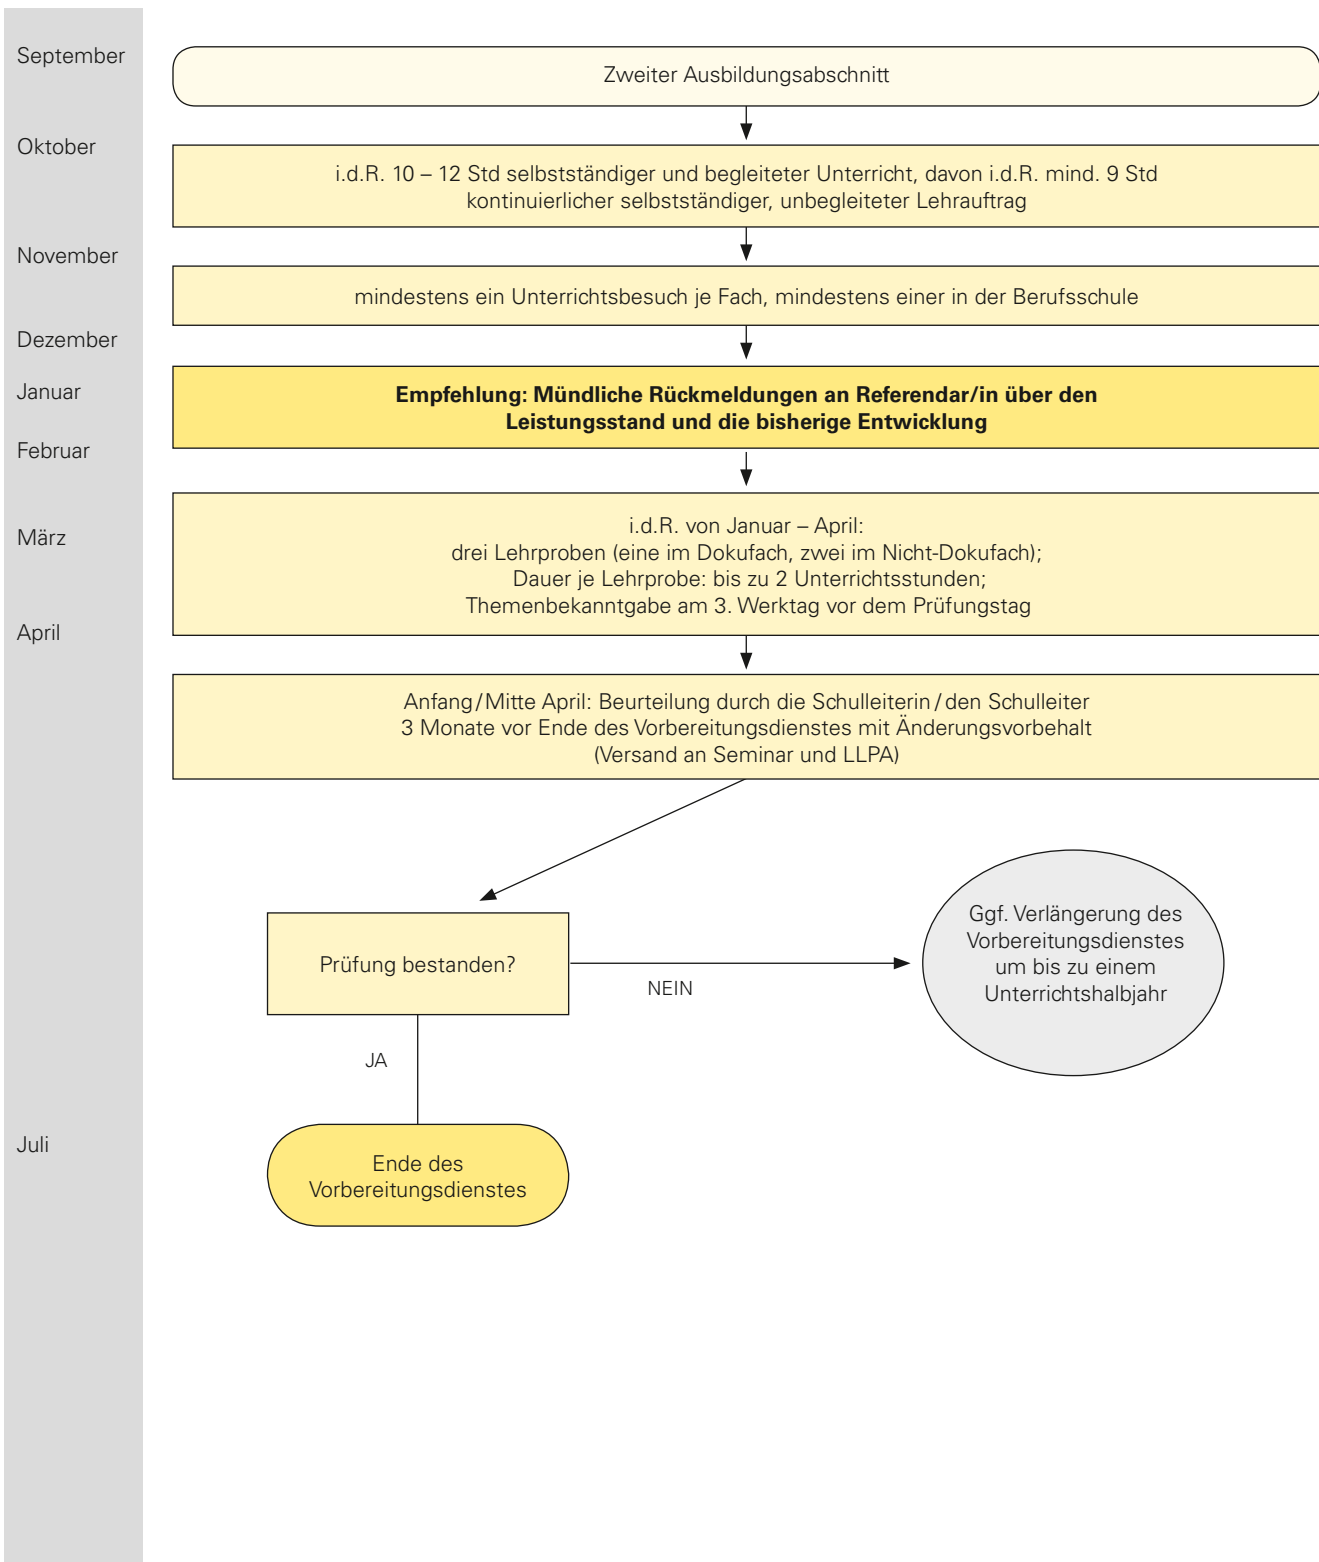 September
Zweiter Ausbildungsabschnitt
Oktober
i.d.R. 10 – 12 Std selbstständiger und begleiteter Unterricht, davon i.d.R. mind. 9 Std
kontinuierlicher selbstständiger, unbegleiteter Lehrauftrag
November
mindestens ein Unterrichtsbesuch je Fach, mindestens einer in der Berufsschule
Dezember
Januar
Empfehlung: Mündliche Rückmeldungen an Referendar/in über den
Leistungsstand und die bisherige Entwicklung
Februar
März
i.d.R. von Januar – April:
drei Lehrproben (eine im Dokufach, zwei im Nicht-Dokufach);
Dauer je Lehrprobe: bis zu 2 Unterrichtsstunden;
Themenbekanntgabe am 3. Werktag vor dem Prüfungstag
April
Anfang/Mitte April: Beurteilung durch die Schulleiterin/den Schulleiter
3 Monate vor Ende des Vorbereitungsdienstes mit Änderungsvorbehalt
(Versand an Seminar und LLPA)
Prüfung bestanden?
NEIN
Ggf. Verlängerung des
Vorbereitungsdienstes
um bis zu einem
Unterrichtshalbjahr
JA
Juli
Ende des
Vorbereitungsdienstes